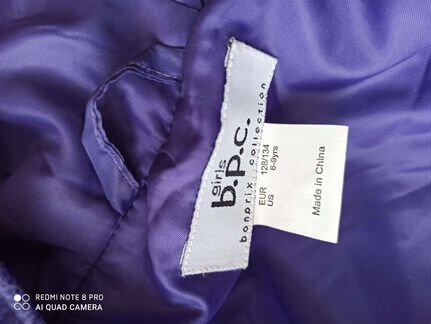 girls
b.p.c.
bonprix collection
EUR 128/134
US 8-9yrs
Made in China
REDMI NOTE 8 PRO
AI QUAD CAMERA